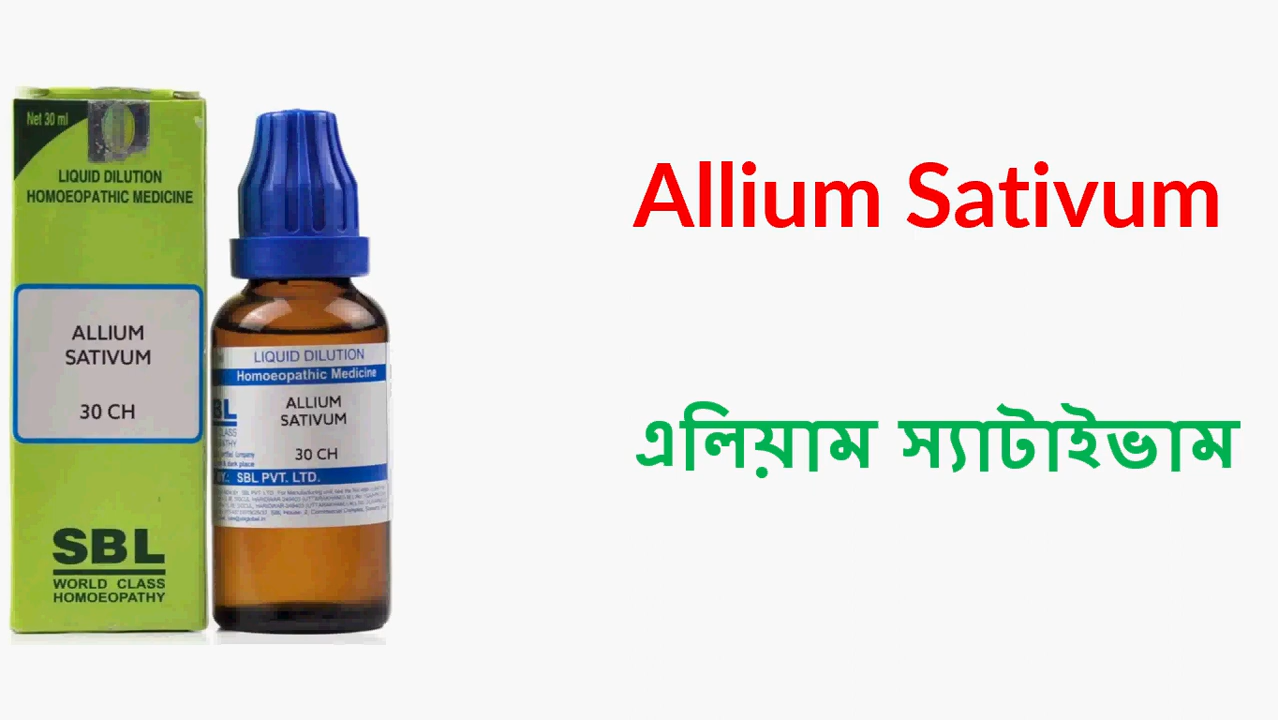 Net 30 ml
LIQUID DILUTION
HOMOEOPATHIC MEDICINE
ALLIUM
SATIVUM
30 CH
SBL
WORLD CLASS
HOMOEOPATHY
LIQUID DILUTION
Homoeopathic Medicine
BL
ALLIUM
SATIVUM
30 CH
SBL PVT. LTD.
Allium Sativum
এলিয়াম স্যাটাইভাম